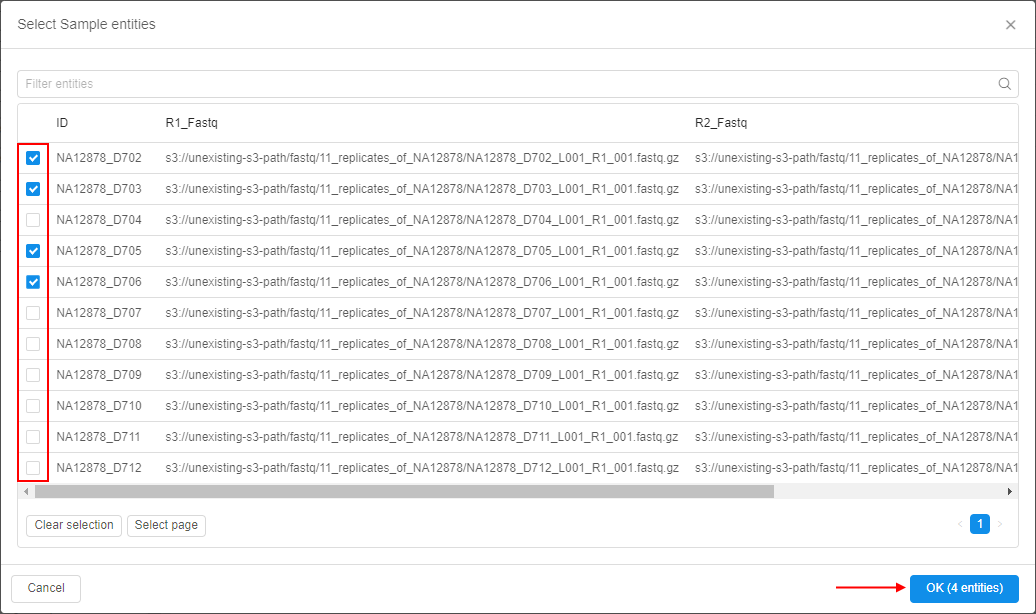 Select Sample entities
Filter entities
ID R1_Fastq R2_Fastq
NA12878_D702 s3://unexisting-s3-path/fastq/11_replicates_of_NA12878/NA12878_D702_L001_R1_001.fastq.gz s3://unexisting-s3-path/fastq/11_replicates_of_NA12878/NA1
NA12878_D703 s3://unexisting-s3-path/fastq/11_replicates_of_NA12878/NA12878_D703_L001_R1_001.fastq.gz s3://unexisting-s3-path/fastq/11_replicates_of_NA12878/NA1
NA12878_D704 s3://unexisting-s3-path/fastq/11_replicates_of_NA12878/NA12878_D704_L001_R1_001.fastq.gz s3://unexisting-s3-path/fastq/11_replicates_of_NA12878/NA1
NA12878_D705 s3://unexisting-s3-path/fastq/11_replicates_of_NA12878/NA12878_D705_L001_R1_001.fastq.gz s3://unexisting-s3-path/fastq/11_replicates_of_NA12878/NA1
NA12878_D706 s3://unexisting-s3-path/fastq/11_replicates_of_NA12878/NA12878_D706_L001_R1_001.fastq.gz s3://unexisting-s3-path/fastq/11_replicates_of_NA12878/NA1
NA12878_D707 s3://unexisting-s3-path/fastq/11_replicates_of_NA12878/NA12878_D707_L001_R1_001.fastq.gz s3://unexisting-s3-path/fastq/11_replicates_of_NA12878/NA1
NA12878_D708 s3://unexisting-s3-path/fastq/11_replicates_of_NA12878/NA12878_D708_L001_R1_001.fastq.gz s3://unexisting-s3-path/fastq/11_replicates_of_NA12878/NA1
NA12878_D709 s3://unexisting-s3-path/fastq/11_replicates_of_NA12878/NA12878_D709_L001_R1_001.fastq.gz s3://unexisting-s3-path/fastq/11_replicates_of_NA12878/NA1
NA12878_D710 s3://unexisting-s3-path/fastq/11_replicates_of_NA12878/NA12878_D710_L001_R1_001.fastq.gz s3://unexisting-s3-path/fastq/11_replicates_of_NA12878/NA1
NA12878_D711 s3://unexisting-s3-path/fastq/11_replicates_of_NA12878/NA12878_D711_L001_R1_001.fastq.gz s3://unexisting-s3-path/fastq/11_replicates_of_NA12878/NA1
NA12878_D712 s3://unexisting-s3-path/fastq/11_replicates_of_NA12878/NA12878_D712_L001_R1_001.fastq.gz s3://unexisting-s3-path/fastq/11_replicates_of_NA12878/NA1
Clear selection Select page 1
Cancel OK (4 entities)